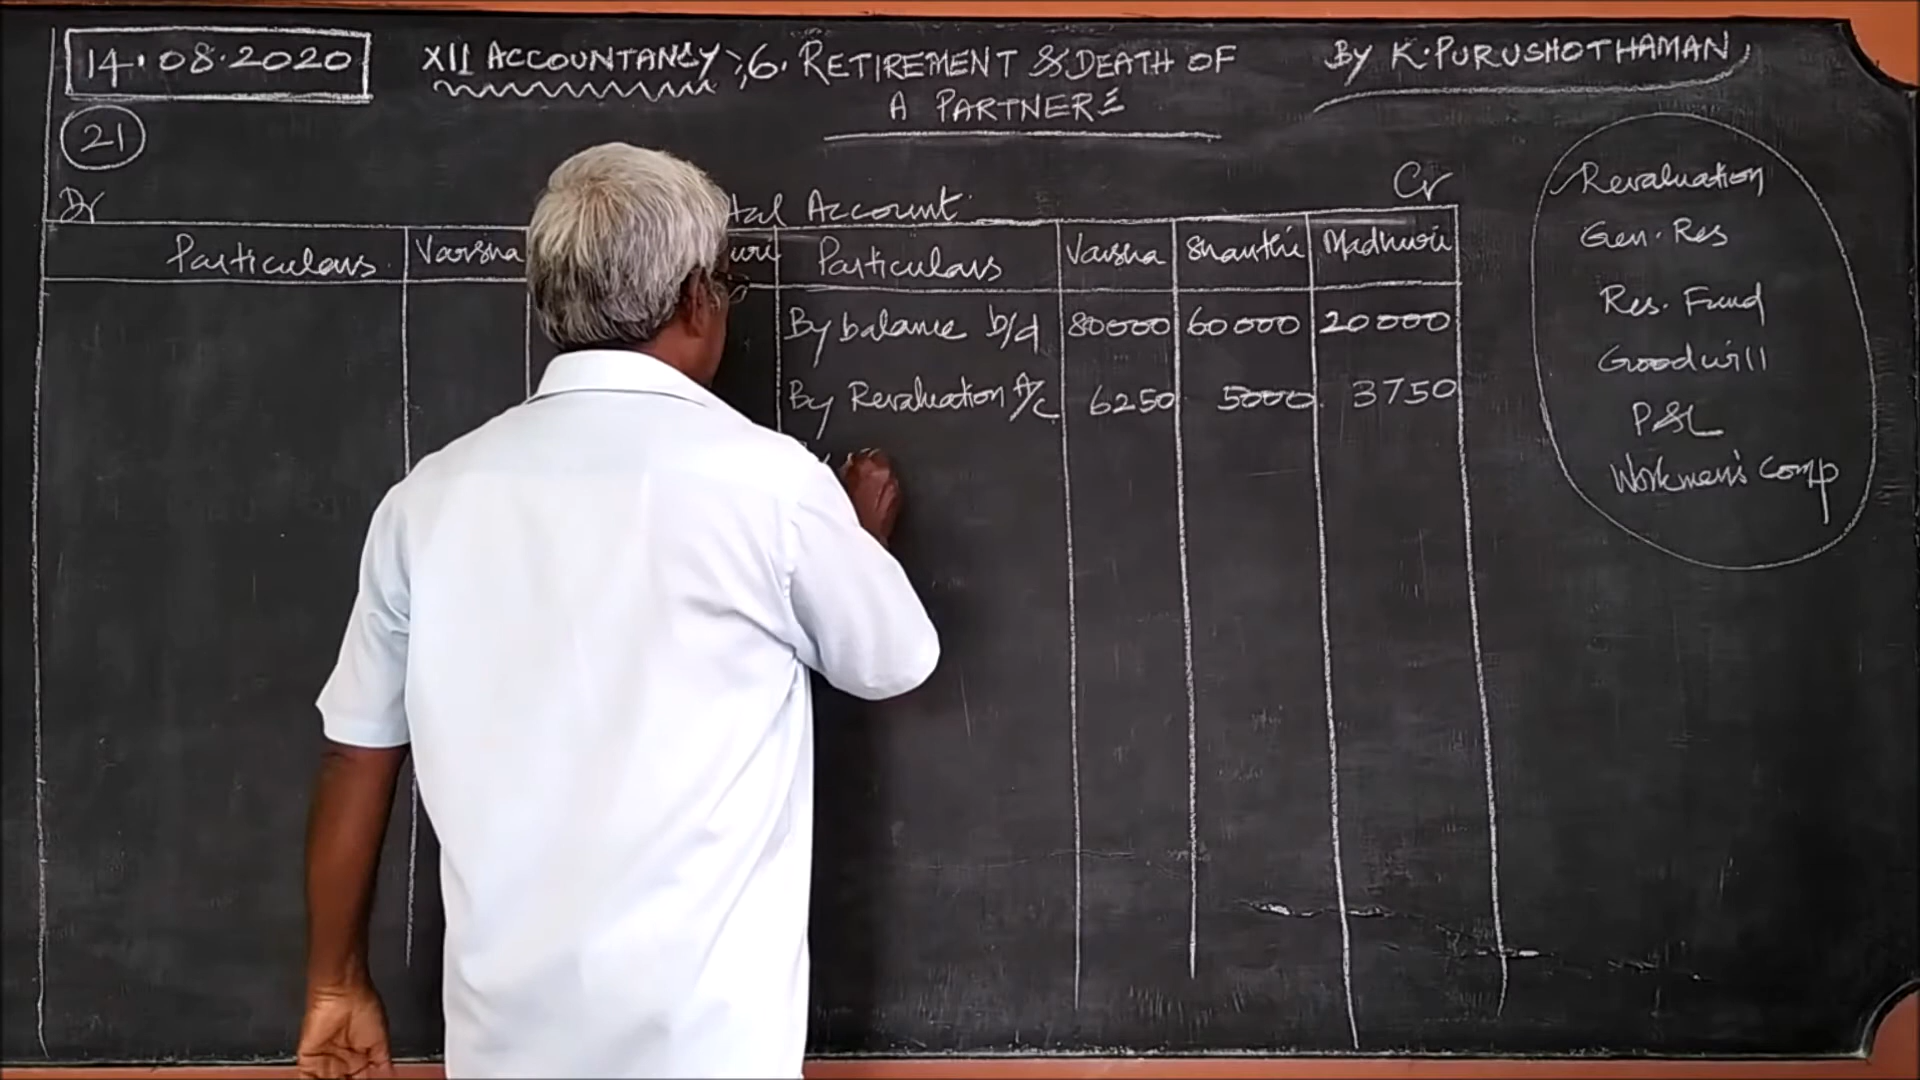 14.08.2020
XII ACCOUNTANCY :, 6. RETIREMENT & DEATH OF
A PARTNER
By K. PURUSHOTHAMAN
21
Dr
tal Account
Cr
Particulars Varsha uri Particulars Varsha Shanthi Madhuri
By balance b/d 80000 60000 20000
By Revaluation A/c 6250 5000 3750
Revaluation
Gen. Res
Res. Fund
Goodwill
P&L
Workmen's Comp